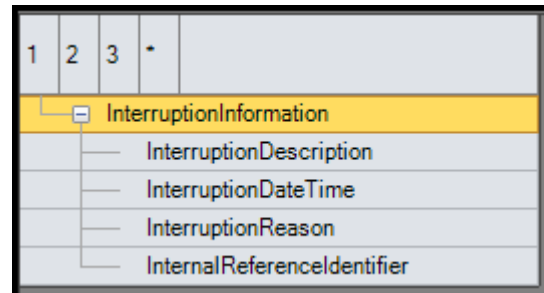 1 2 3 *
InterruptionInformation
InterruptionDescription
InterruptionDateTime
InterruptionReason
InternalReferenceIdentifier